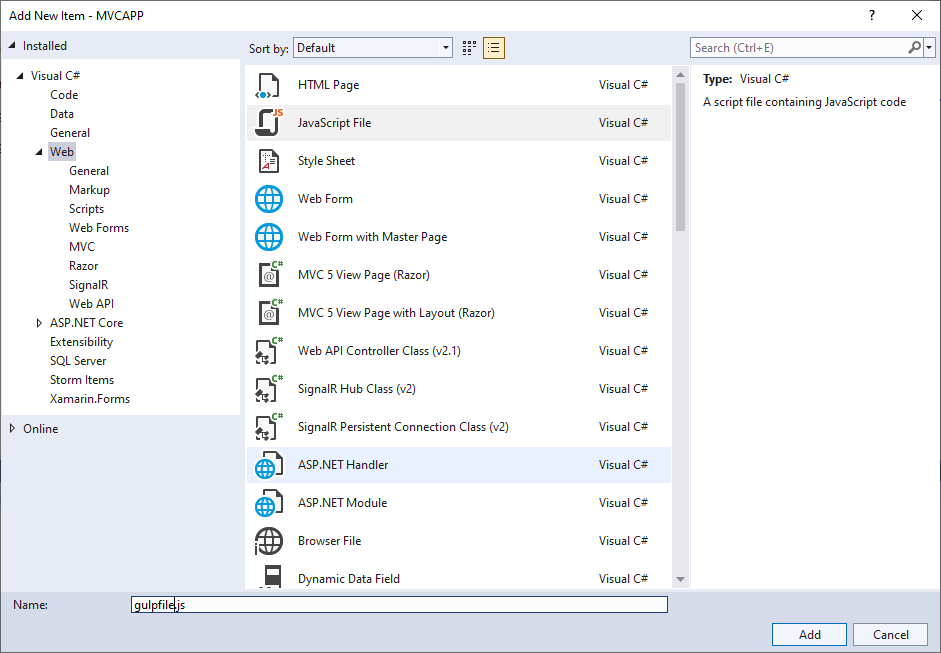 Add New Item - MVCAPP
?
Installed
Sort by: Default
Search (Ctrl+E)
Visual C#
Code
Data
General
Web
General
Markup
Scripts
Web Forms
MVC
Razor
SignalR
Web API
ASP.NET Core
Extensibility
SQL Server
Storm Items
Xamarin.Forms
Online
HTML Page Visual C#
JS
JavaScript File Visual C#
Style Sheet Visual C#
Web Form Visual C#
Web Form with Master Page Visual C#
C#
@
MVC 5 View Page (Razor) Visual C#
C#
@
MVC 5 View Page with Layout (Razor) Visual C#
C#
Web API Controller Class (v2.1) Visual C#
C#
SignalR Hub Class (v2) Visual C#
C#
SignalR Persistent Connection Class (v2) Visual C#
ASP.NET Handler Visual C#
ASP.NET Module Visual C#
Browser File Visual C#
Dynamic Data Field Visual C#
Type: Visual C#
A script file containing JavaScript code
Name: gulpfile.js
Add Cancel